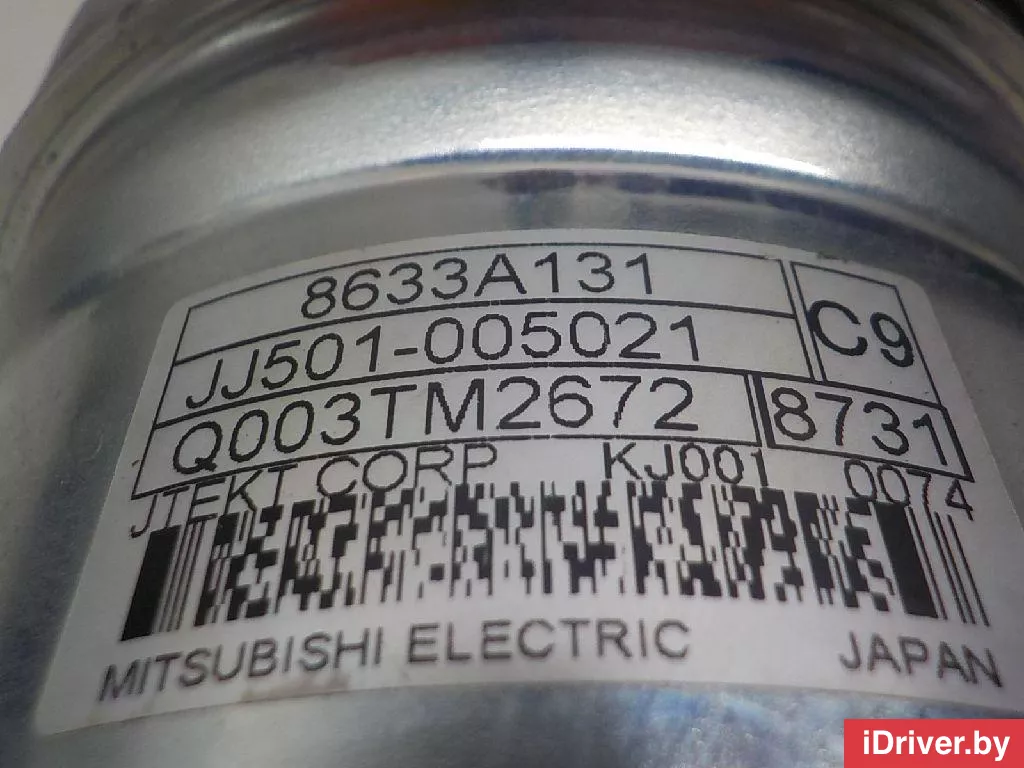 8633A131
C9
JJ501-005021
Q003TM2672
8731
JTEKT CORP KJ001 0074
MITSUBISHI ELECTRIC JAPAN
iDriver.by